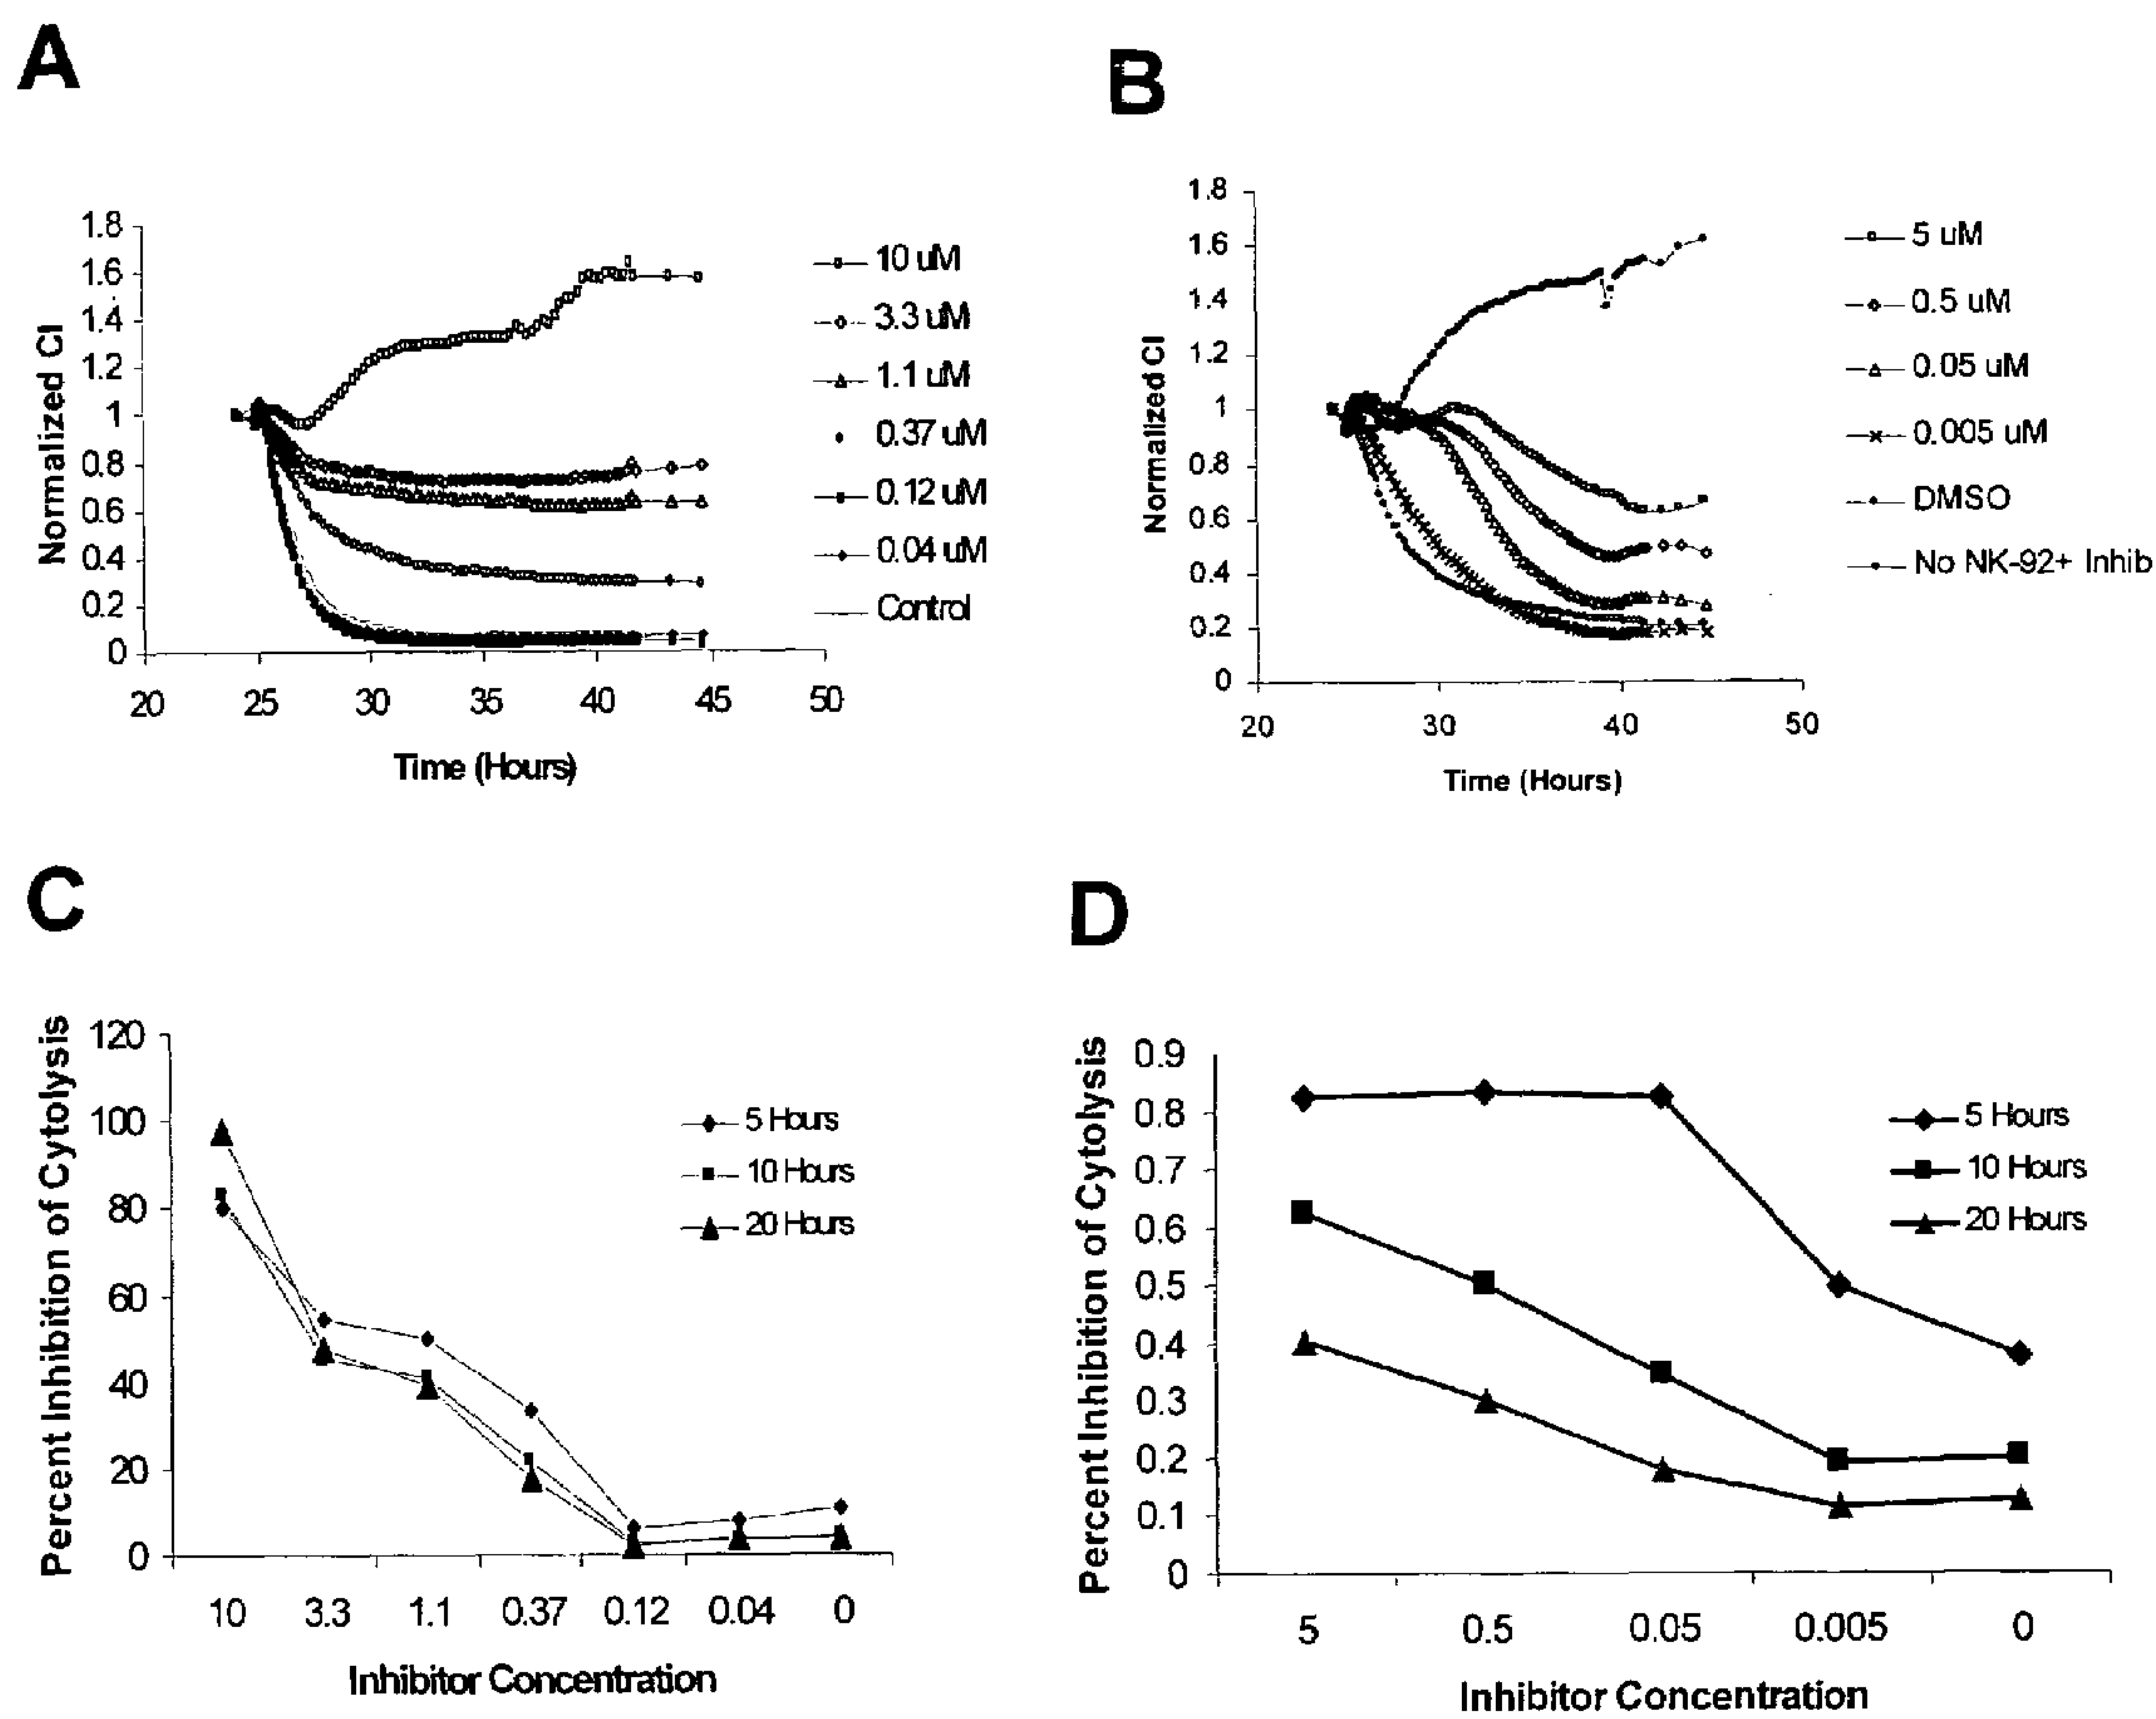 A
B
1.8
1.6
1.4
1.2
1
0.8
0.6
0.4
0.2
0
Normalized CI
20
25
30
35
40
45
50
Time (Hours)
10 uM
3.3 uM
1.1 uM
0.37 uM
0.12 uM
0.04 uM
Control
1.8
1.6
1.4
1.2
1
0.8
0.6
0.4
0.2
0
Normalized CI
20
30
40
50
Time (Hours)
5 uM
0.5 uM
0.05 uM
0.005 uM
DMSO
No NK-92+ Inhib
C
D
120
100
80
60
40
20
0
Percent Inhibition of Cytolysis
5 Hours
10 Hours
20 Hours
10
3.3
1.1
0.37
0.12
0.04
0
Inhibitor Concentration
0.9
0.8
0.7
0.6
0.5
0.4
0.3
0.2
0.1
0
Percent Inhibition of Cytolysis
5 Hours
10 Hours
20 Hours
5
0.5
0.05
0.005
0
Inhibitor Concentration